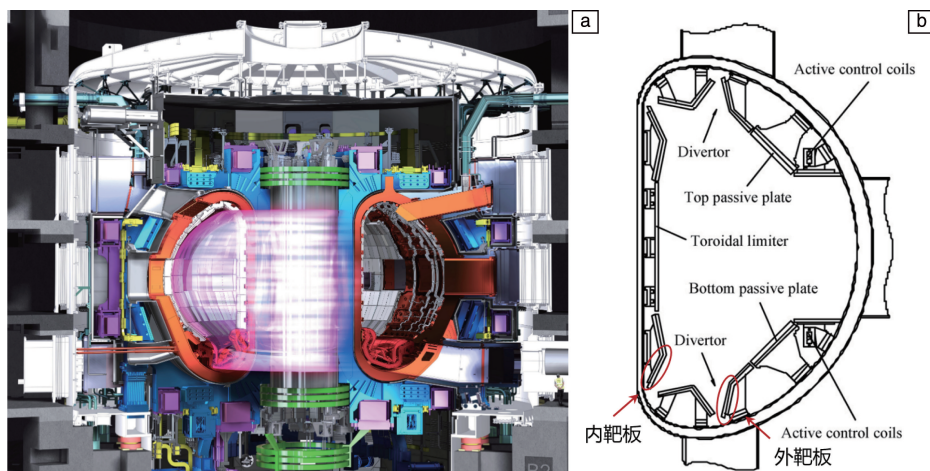 a
b
Active control coils
Divertor
Top passive plate
Toroidal limiter
Bottom passive plate
Divertor
内靶板
Active control coils
外靶板